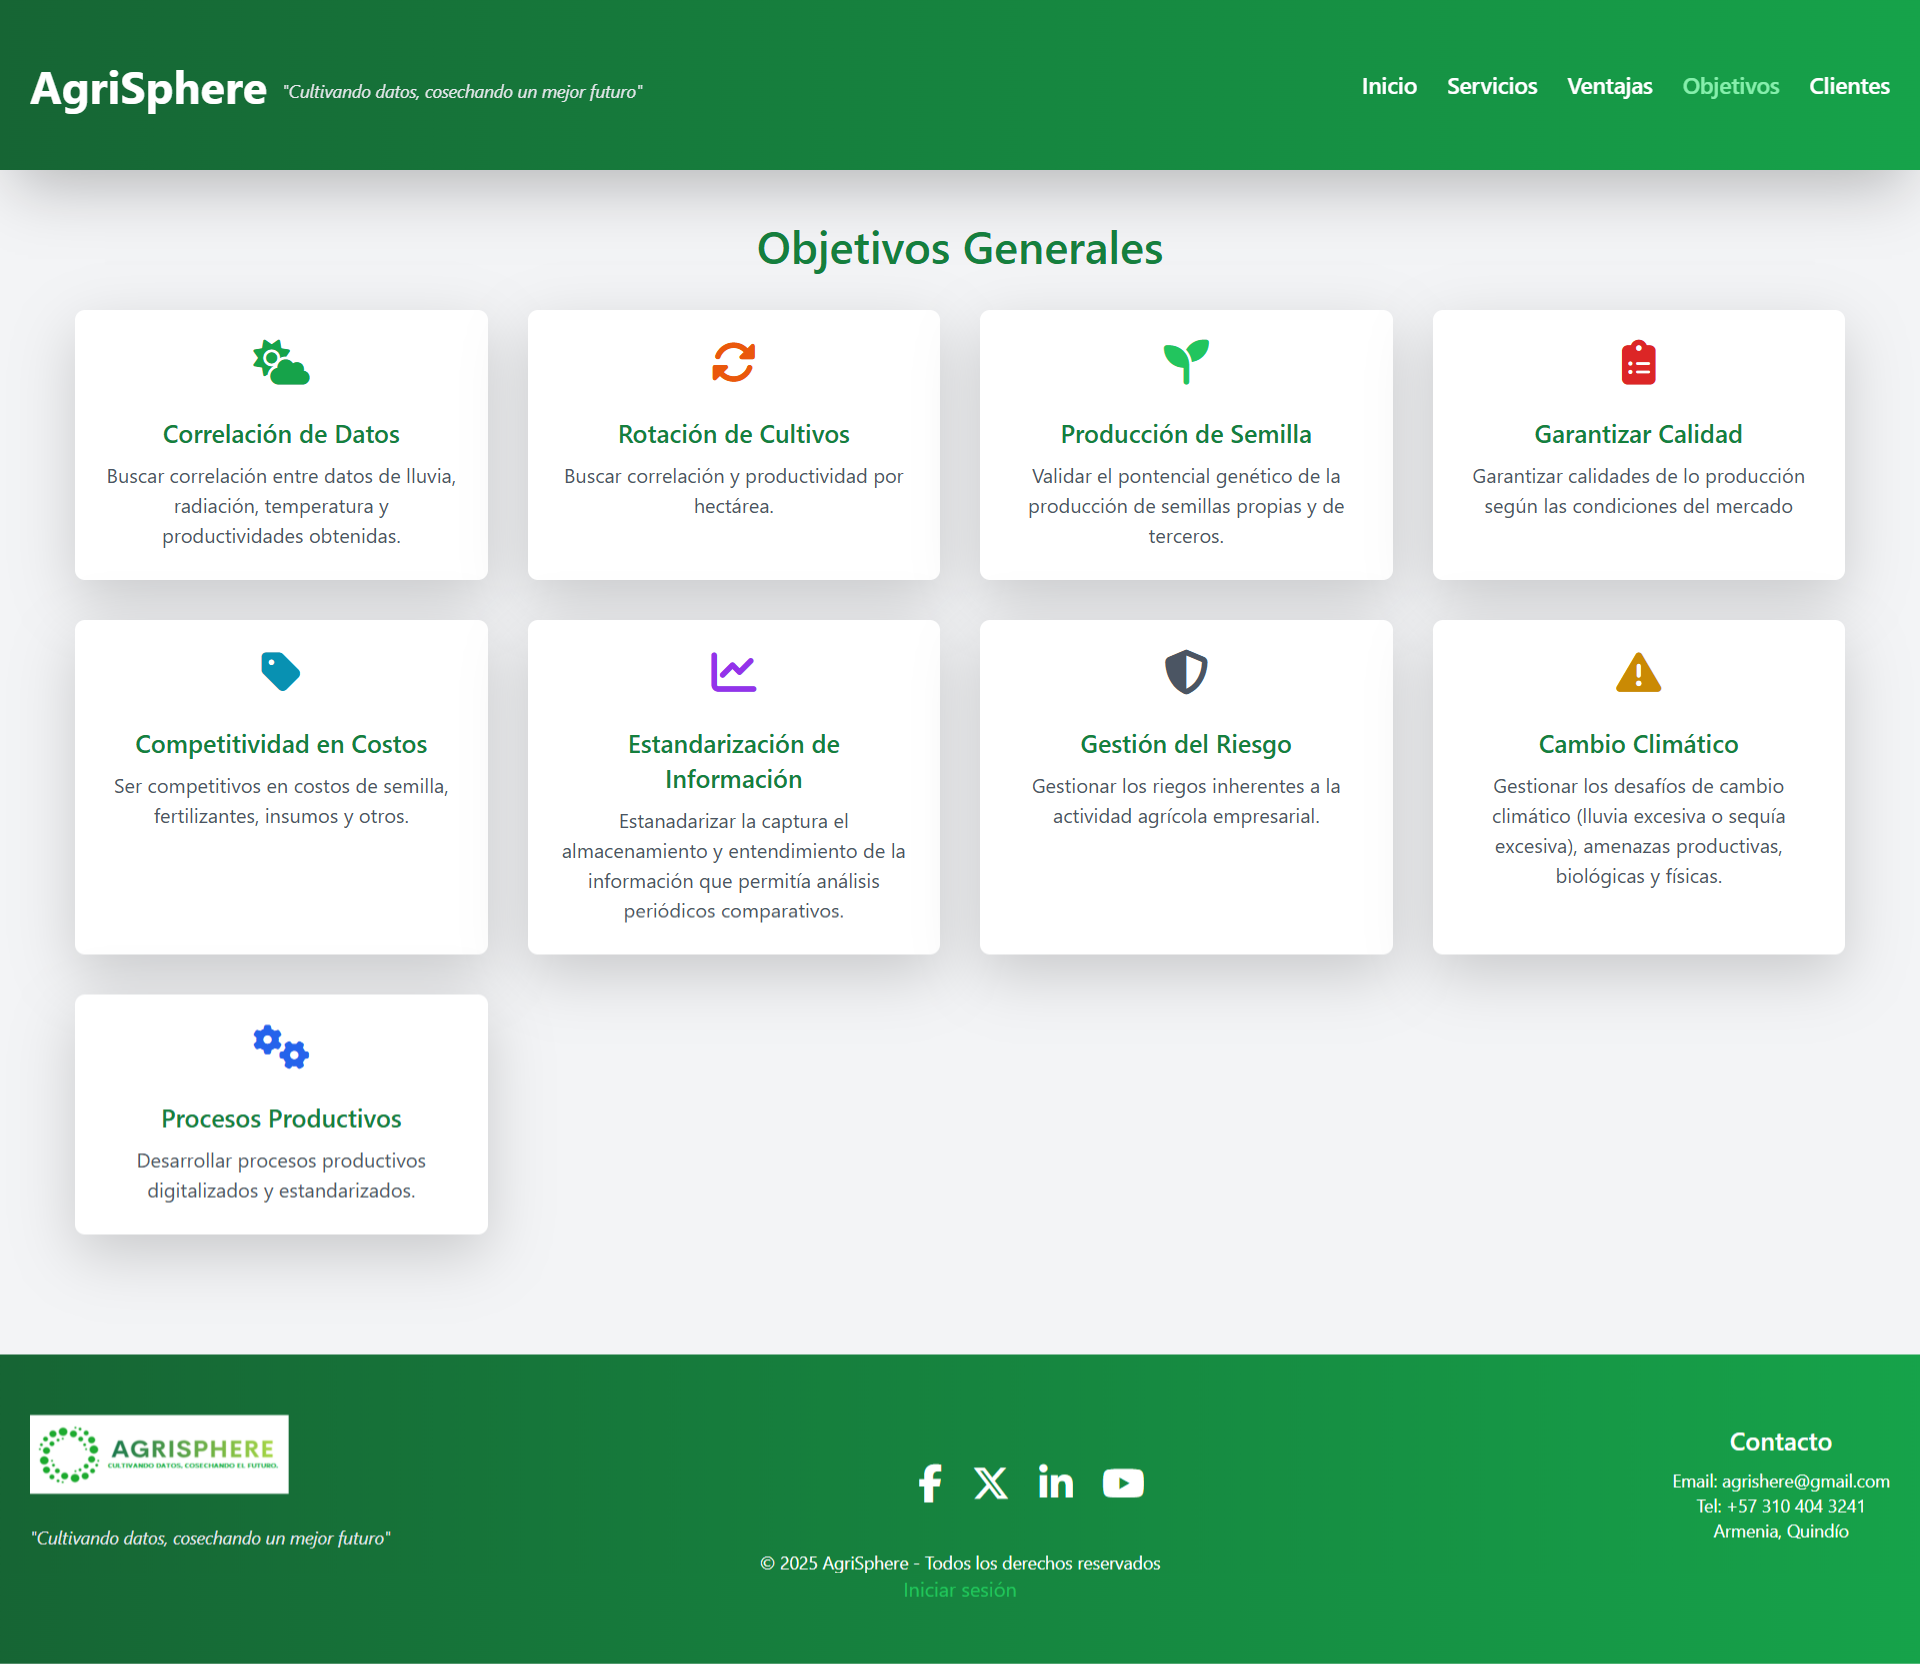 AgriSphere "Cultivando datos, cosechando un mejor futuro"
Inicio Servicios Ventajas Objetivos Clientes
Objetivos Generales
Correlación de Datos
Buscar correlación entre datos de lluvia,
radiación, temperatura y
productividades obtenidas.
Rotación de Cultivos
Buscar correlación y productividad por
hectárea.
Producción de Semilla
Validar el pontencial genético de la
producción de semillas propias y de
terceros.
Garantizar Calidad
Garantizar calidades de lo producción
según las condiciones del mercado
Competitividad en Costos
Ser competitivos en costos de semilla,
fertilizantes, insumos y otros.
Estandarización de
Información
Estanadarizar la captura el
almacenamiento y entendimiento de la
información que permitía análisis
periódicos comparativos.
Gestión del Riesgo
Gestionar los riegos inherentes a la
actividad agrícola empresarial.
Cambio Climático
Gestionar los desafíos de cambio
climático (lluvia excesiva o sequía
excesiva), amenazas productivas,
biológicas y físicas.
Procesos Productivos
Desarrollar procesos productivos
digitalizados y estandarizados.
AGRISPHERE
CULTIVANDO DATOS, COSECHANDO EL FUTURO.
"Cultivando datos, cosechando un mejor futuro"
© 2025 AgriSphere - Todos los derechos reservados
Iniciar sesión
Contacto
Email: agrishere@gmail.com
Tel: +57 310 404 3241
Armenia, Quindío